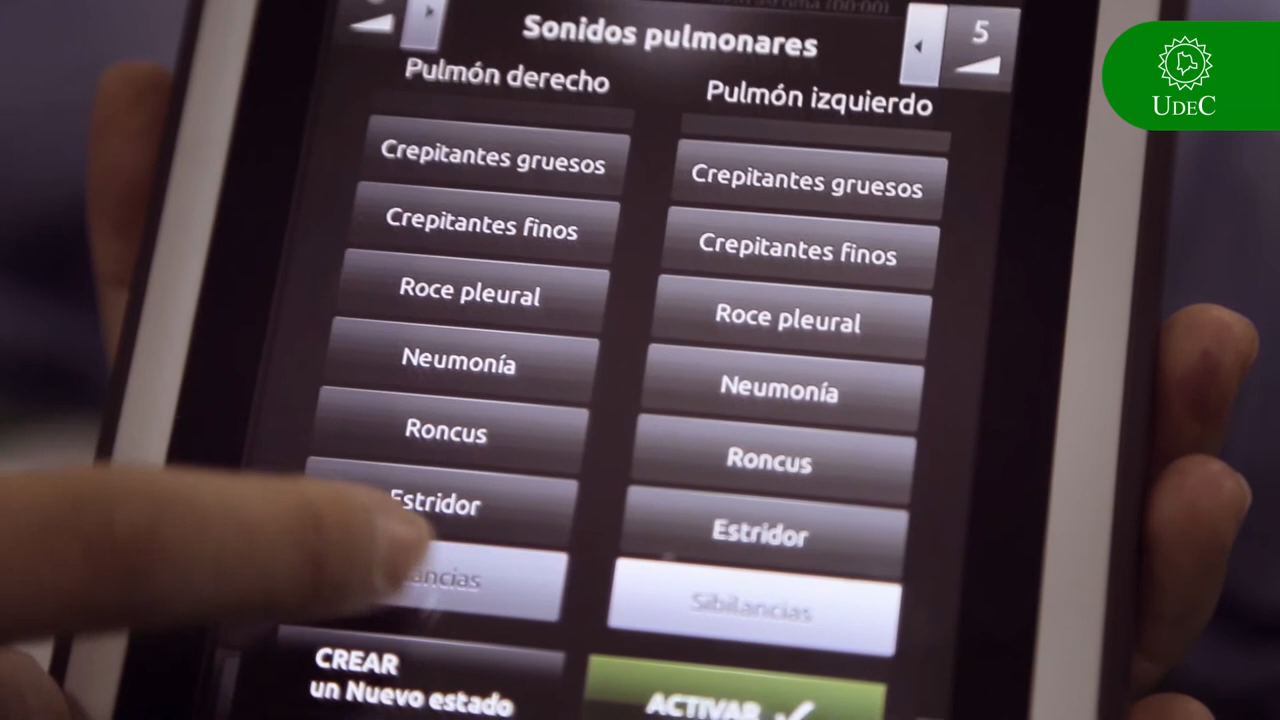 Sonidos pulmonares
5
Pulmón derecho
Pulmón izquierdo
Crepitantes gruesos
Crepitantes gruesos
Crepitantes finos
Crepitantes finos
Roce pleural
Roce pleural
Neumonía
Neumonía
Roncus
Roncus
Estridor
Estridor
ancias
Sibilancias
CREAR
un Nuevo estado
ACTIVAR
UDEC